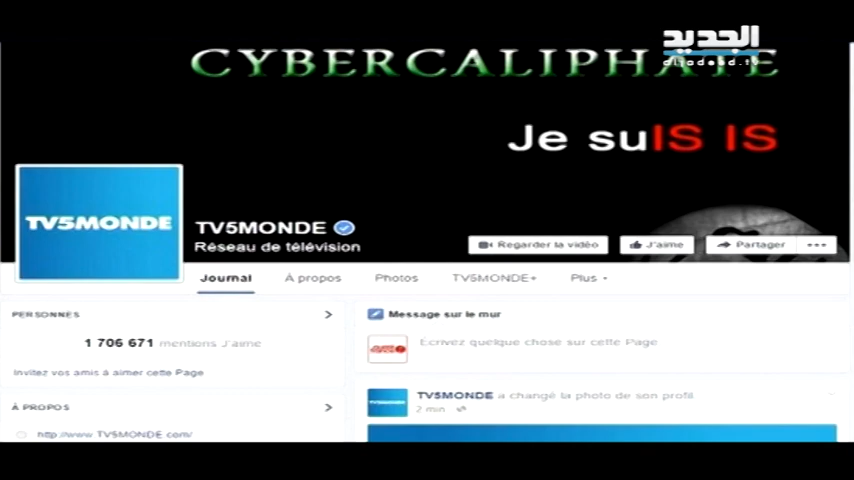 الجديد
aljadeed.tv
CYBERCALIPHATE
Je suIS IS
TV5MONDE
TV5MONDE
Réseau de télévision
Regarder la vidéo
J'aime
Partager
Journal
À propos
Photos
TV5MONDE+
Plus
PERSONNES
1 706 671 mentions J'aime
Invitez vos amis à aimer cette Page
À PROPOS
http://www.TV5MONDE.com/
Message sur le mur
Écrivez quelque chose sur cette Page
TV5MONDE a changé la photo de son profil.
2 min
TV5MONDE